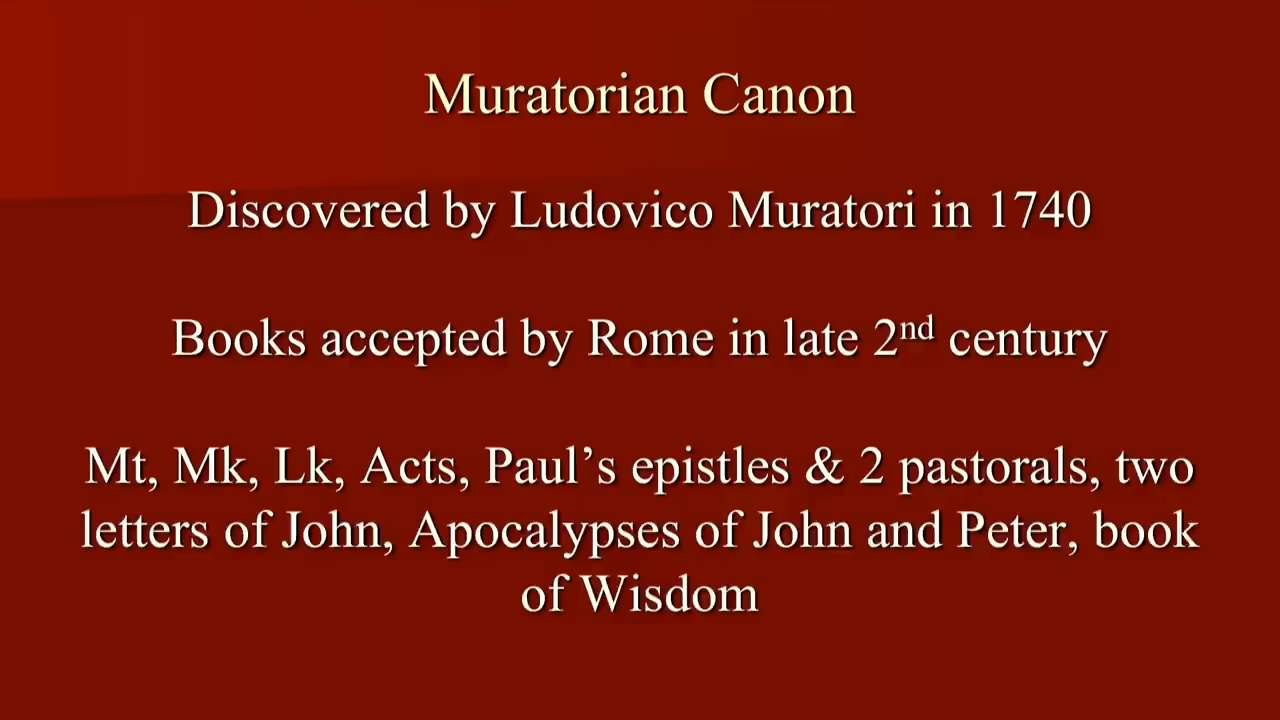 Muratorian Canon
Discovered by Ludovico Muratori in 1740
Books accepted by Rome in late 2nd century
Mt, Mk, Lk, Acts, Paul’s epistles & 2 pastorals, two
letters of John, Apocalypses of John and Peter, book
of Wisdom